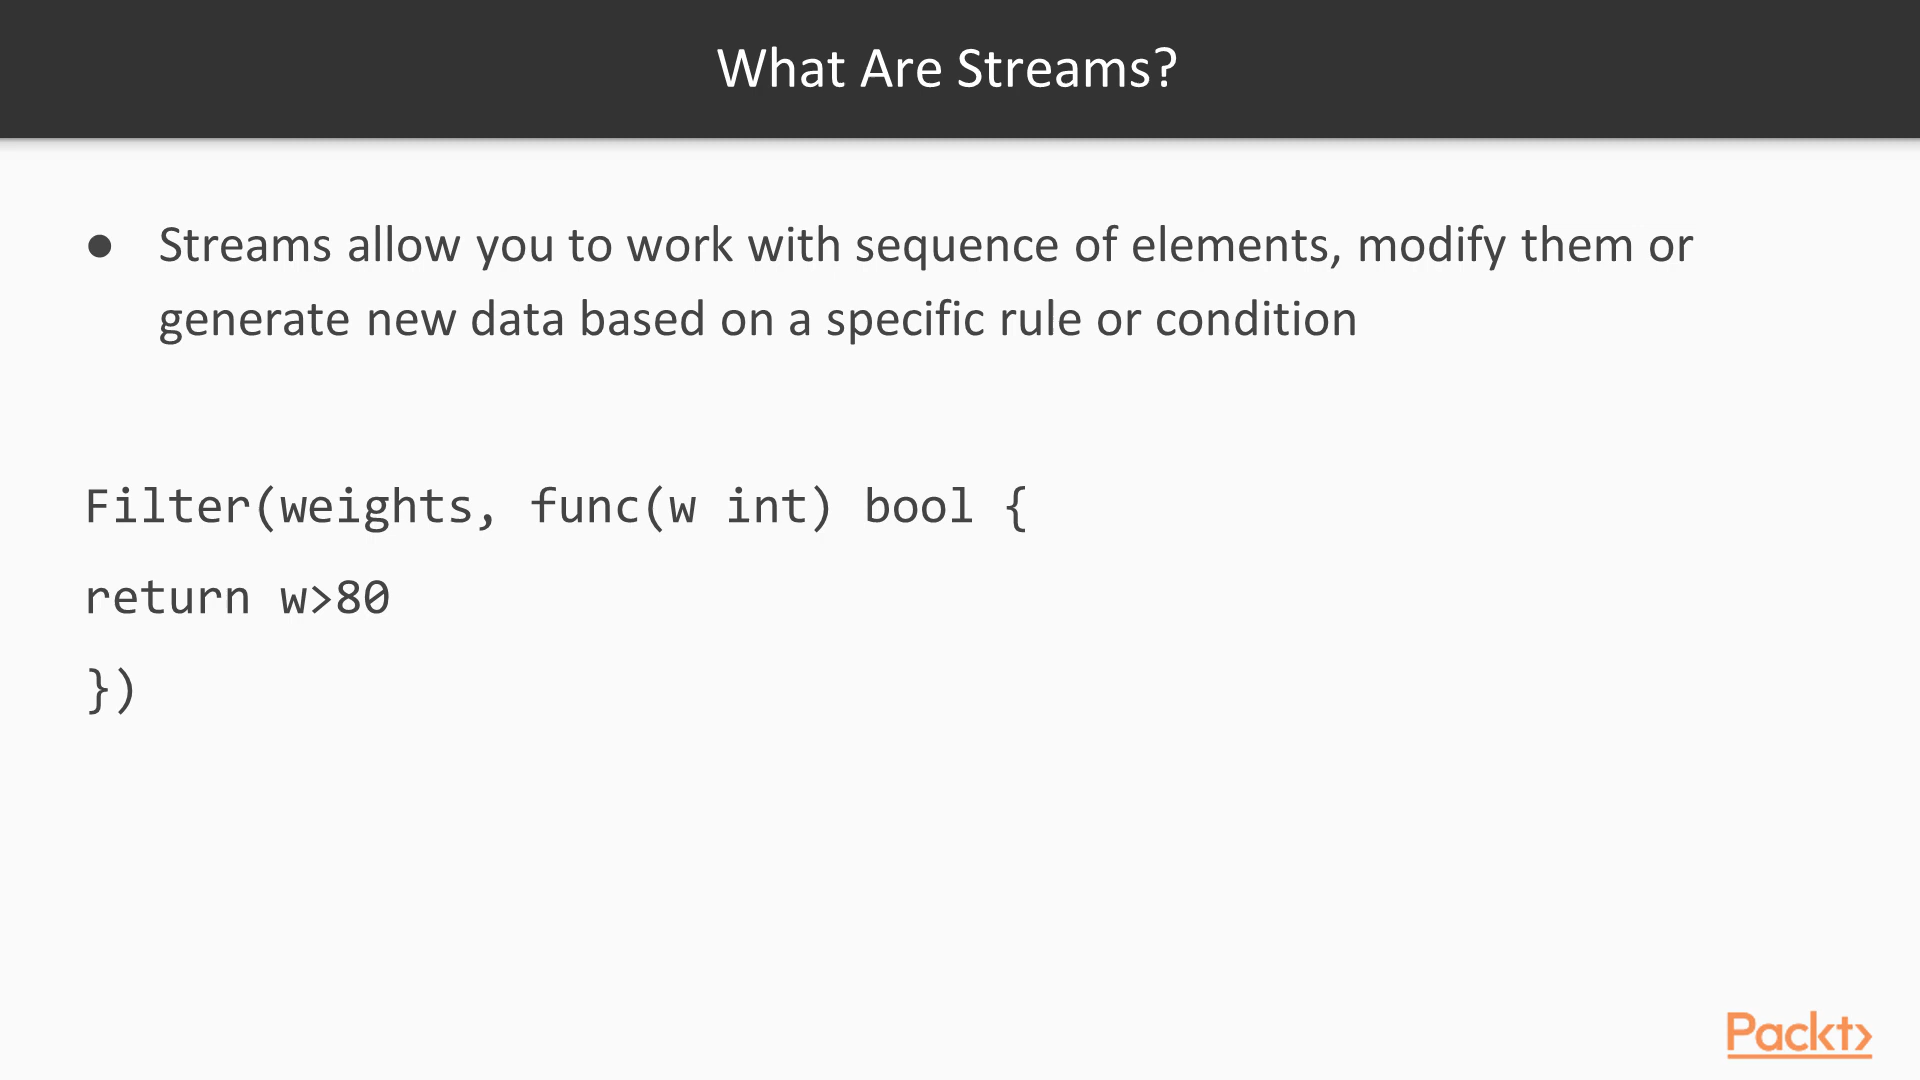 What Are Streams?
● Streams allow you to work with sequence of elements, modify them or
generate new data based on a specific rule or condition
Filter(weights, func(w int) bool {
return w>80
})
Packt>